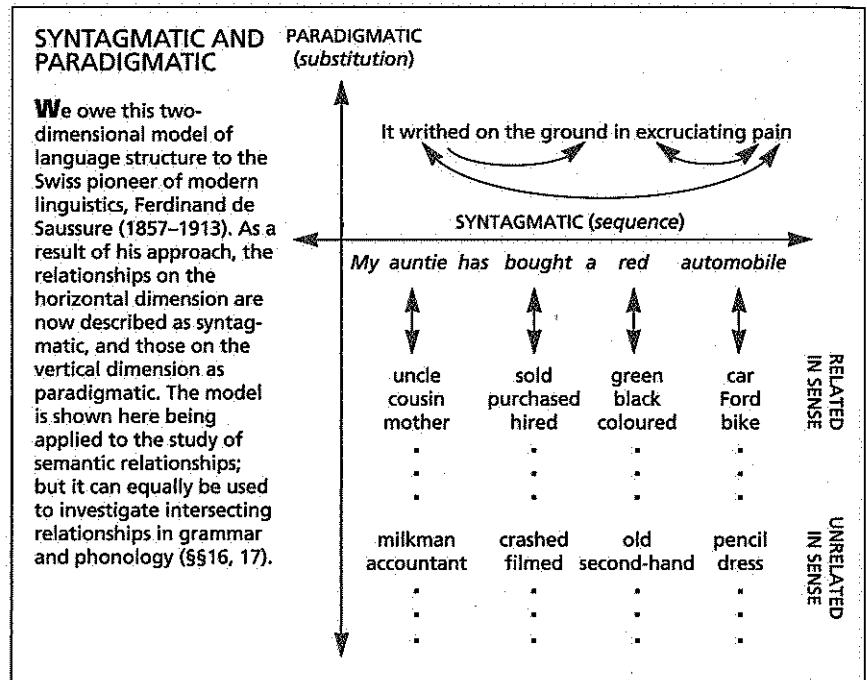 SYNTAGMATIC AND
PARADIGMATIC
We owe this two-
dimensional model of
language structure to the
Swiss pioneer of modern
linguistics, Ferdinand de
Saussure (1857–1913). As a
result of his approach, the
relationships on the
horizontal dimension are
now described as syntag-
matic, and those on the
vertical dimension as
paradigmatic. The model
is shown here being
applied to the study of
semantic relationships;
but it can equally be used
to investigate intersecting
relationships in grammar
and phonology (§§16, 17).
PARADIGMATIC
(substitution)
It writhed on the ground in excruciating pain
SYNTAGMATIC (sequence)
My auntie has bought a red automobile
uncle sold green car
cousin purchased black Ford
mother hired coloured bike
RELATED
IN SENSE
milkman crashed old pencil
accountant filmed second-hand dress
UNRELATED
IN SENSE